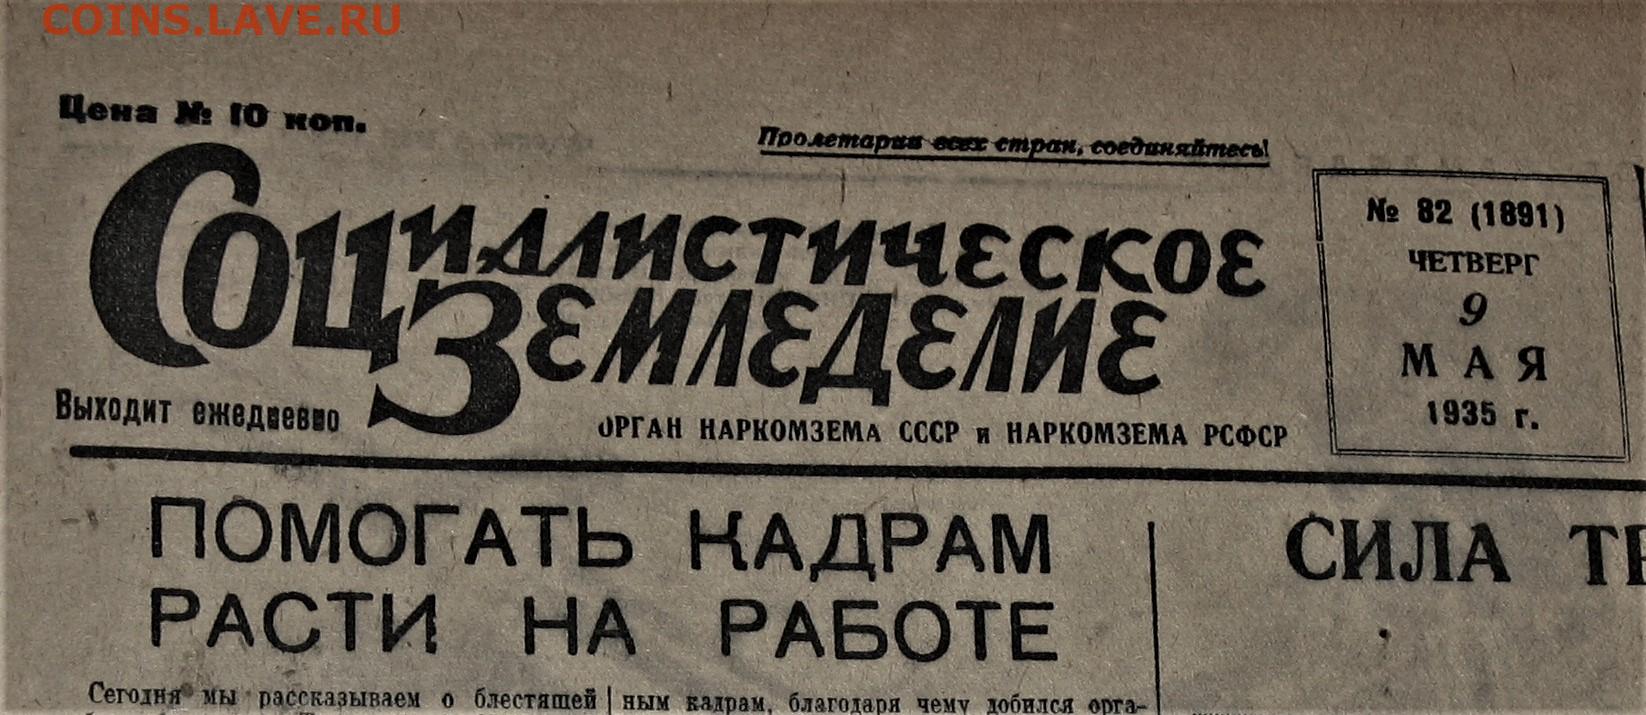 COINS.LAVE.RU
Цена № 10 коп.
Пролетарии всех стран, соединяйтесь!
Социалистическое
Земледелие
Выходит ежедневно
ОРГАН НАРКОМЗЕМА СССР и НАРКОМЗЕМА РСФСР
№ 82 (1891)
ЧЕТВЕРГ
9
МАЯ
1935 г.
ПОМОГАТЬ КАДРАМ
РАСТИ НА РАБОТЕ
Сегодня мы рассказываем о блестящей
ным кадрам, благодаря чему добился орга-
СИЛА